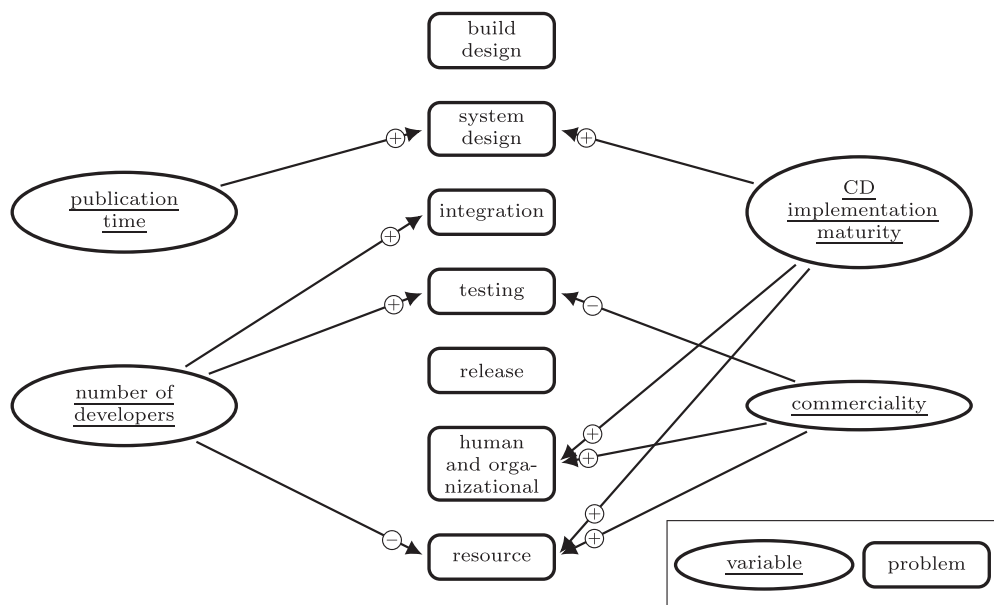 build
design
system
design
+
+
publication
time
integration
CD
implementation
maturity
+
testing
+
−
release
number of
developers
commerciality
human
and orga-
nizational
+
+
+
−
resource
+
variable
problem